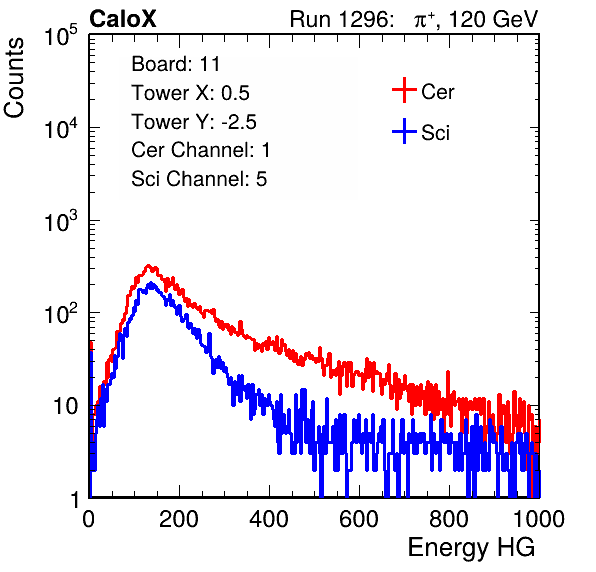 CaloX Run 1296: π⁺, 120 GeV
Counts
10⁵
10⁴
10³
10²
10
1
Board: 11
Tower X: 0.5
Tower Y: -2.5
Cer Channel: 1
Sci Channel: 5
Cer
Sci
0 200 400 600 800 1000
Energy HG